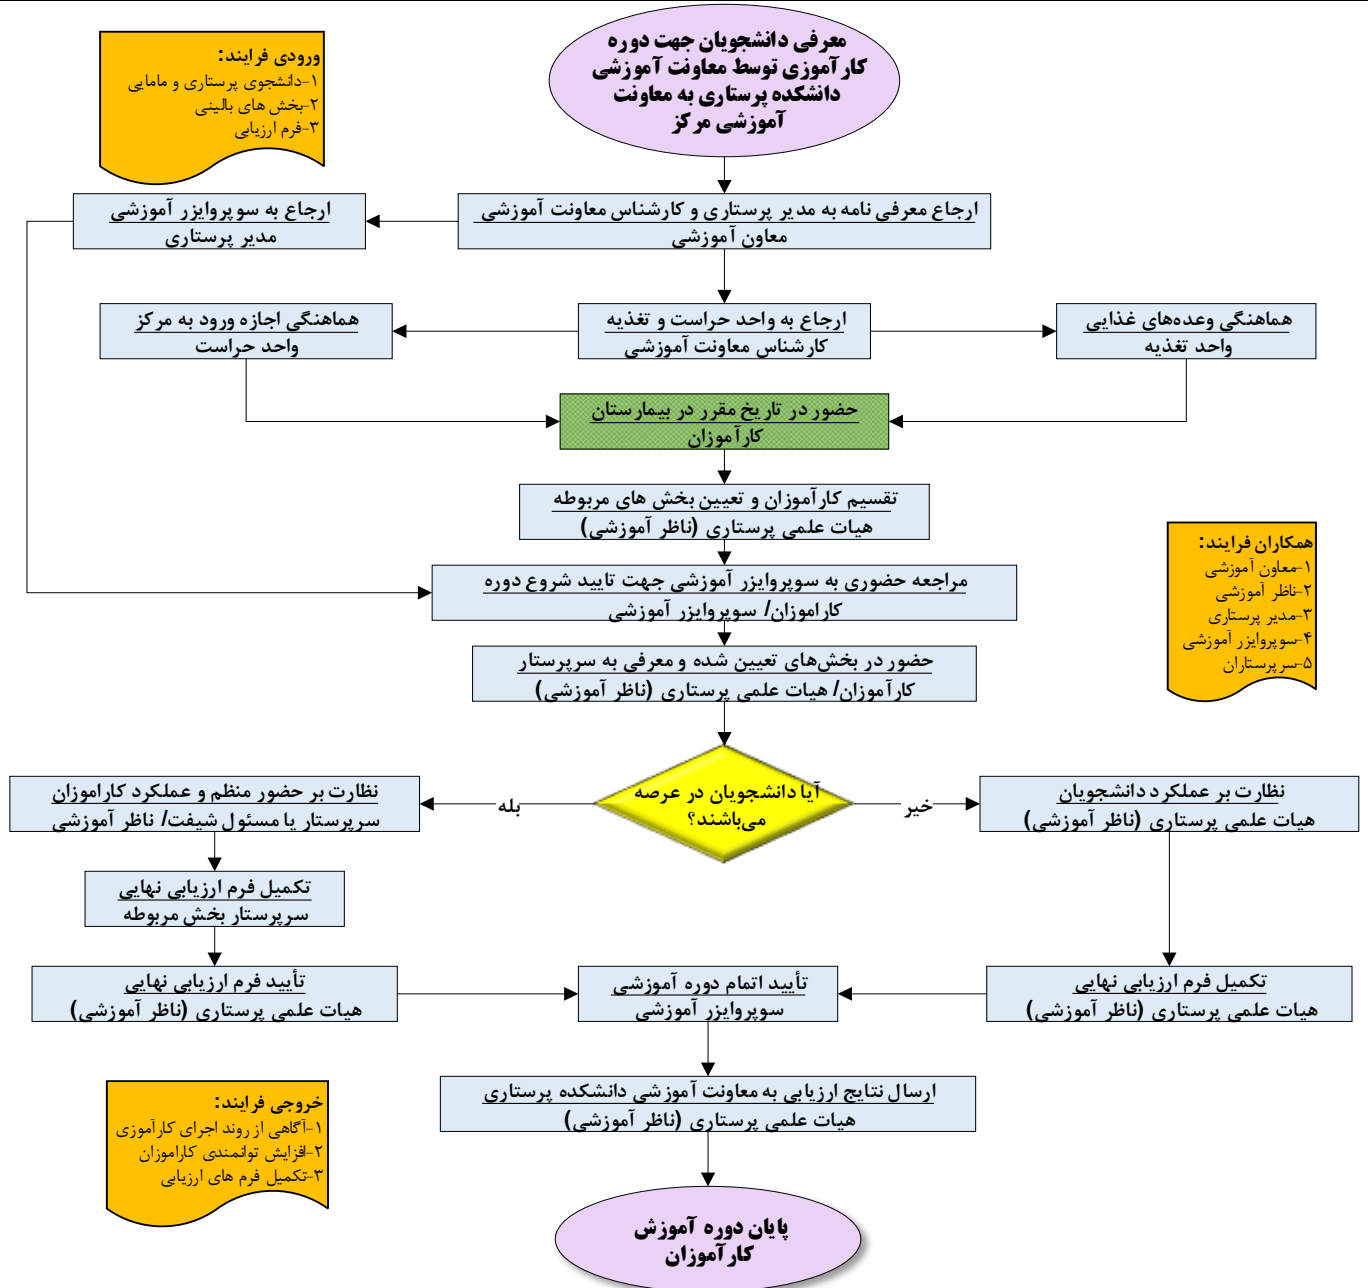 معرفی دانشجویان جهت دوره
کارآموزی توسط معاونت آموزشی
دانشکده پرستاری به معاونت
آموزشی مرکز
ورودی فرایند:
۱-دانشجوی پرستاری و مامایی
۲-بخش های بالینی
۳-فرم ارزیابی
ارجاع معرفی نامه به مدیر پرستاری و کارشناس معاونت آموزشی
معاون آموزشی
ارجاع به سوپروایزر آموزشی
مدیر پرستاری
هماهنگی وعده‌های غذایی
واحد تغذیه
ارجاع به واحد حراست و تغذیه
کارشناس معاونت آموزشی
هماهنگی اجازه ورود به مرکز
واحد حراست
حضور در تاریخ مقرر در بیمارستان
کارآموزان
تقسیم کارآموزان و تعیین بخش های مربوطه
هیات علمی پرستاری (ناظر آموزشی)
همکاران فرایند:
۱-معاون آموزشی
۲-ناظر آموزشی
۳-مدیر پرستاری
۴-سوپروایزر آموزشی
۵-سرپرستاران
مراجعه حضوری به سوپروایزر آموزشی جهت تایید شروع دوره
کاراموزان/ سوپروایزر آموزشی
حضور در بخش‌های تعیین شده و معرفی به سرپرستار
کارآموزان/ هیات علمی پرستاری (ناظر آموزشی)
آیا دانشجویان در عرصه
می‌باشند؟
خیر
بله
نظارت بر عملکرد دانشجویان
هیات علمی پرستاری (ناظر آموزشی)
نظارت بر حضور منظم و عملکرد کاراموزان
سرپرستار یا مسئول شیفت/ ناظر آموزشی
تکمیل فرم ارزیابی نهایی
سرپرستار بخش مربوطه
تکمیل فرم ارزیابی نهایی
هیات علمی پرستاری (ناظر آموزشی)
تأیید اتمام دوره آموزشی
سوپروایزر آموزشی
تأیید فرم ارزیابی نهایی
هیات علمی پرستاری (ناظر آموزشی)
ارسال نتایج ارزیابی به معاونت آموزشی دانشکده پرستاری
هیات علمی پرستاری (ناظر آموزشی)
خروجی فرایند:
۱-آگاهی از روند اجرای کارآموزی
۲-افزایش توانمندی کاراموزان
۳-تکمیل فرم های ارزیابی
پایان دوره آموزش
کارآموزان